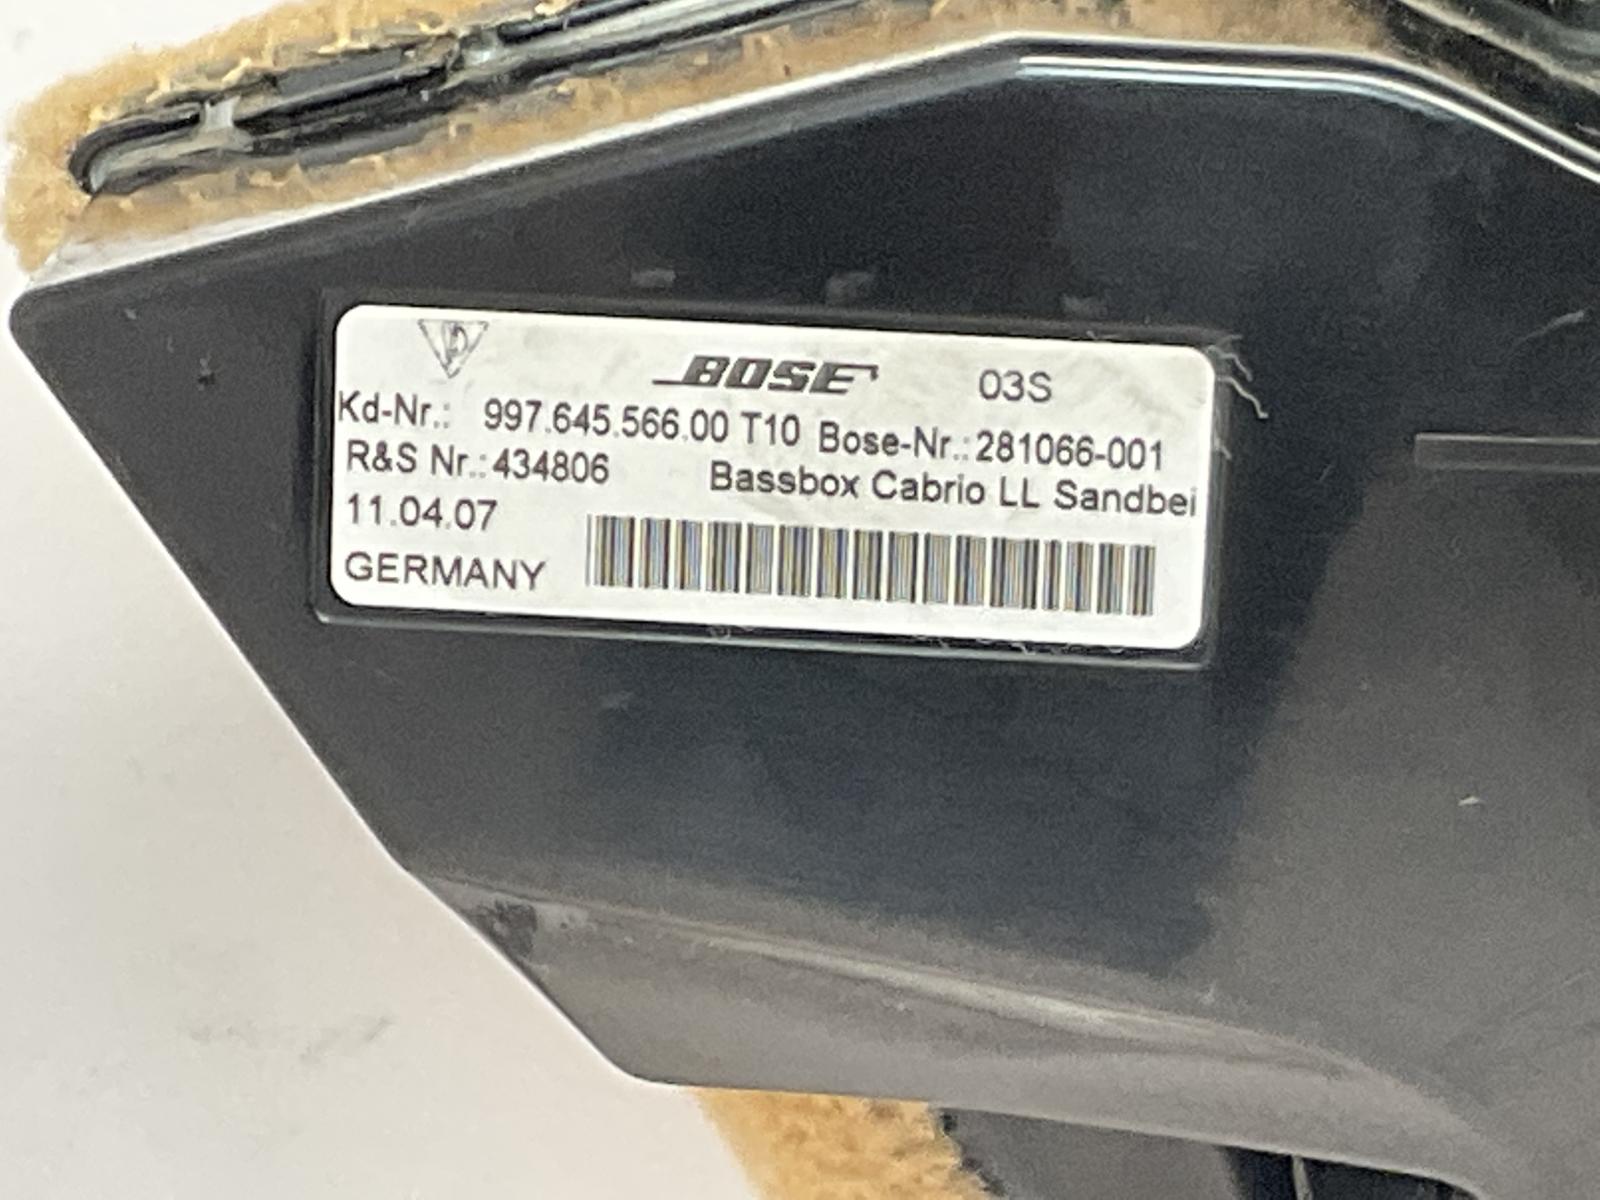 BOSE 03S
Kd-Nr.: 997.645.566.00 T10 Bose-Nr.:281066-001
R&S Nr.:434806 Bassbox Cabrio LL Sandbei
11.04.07
GERMANY